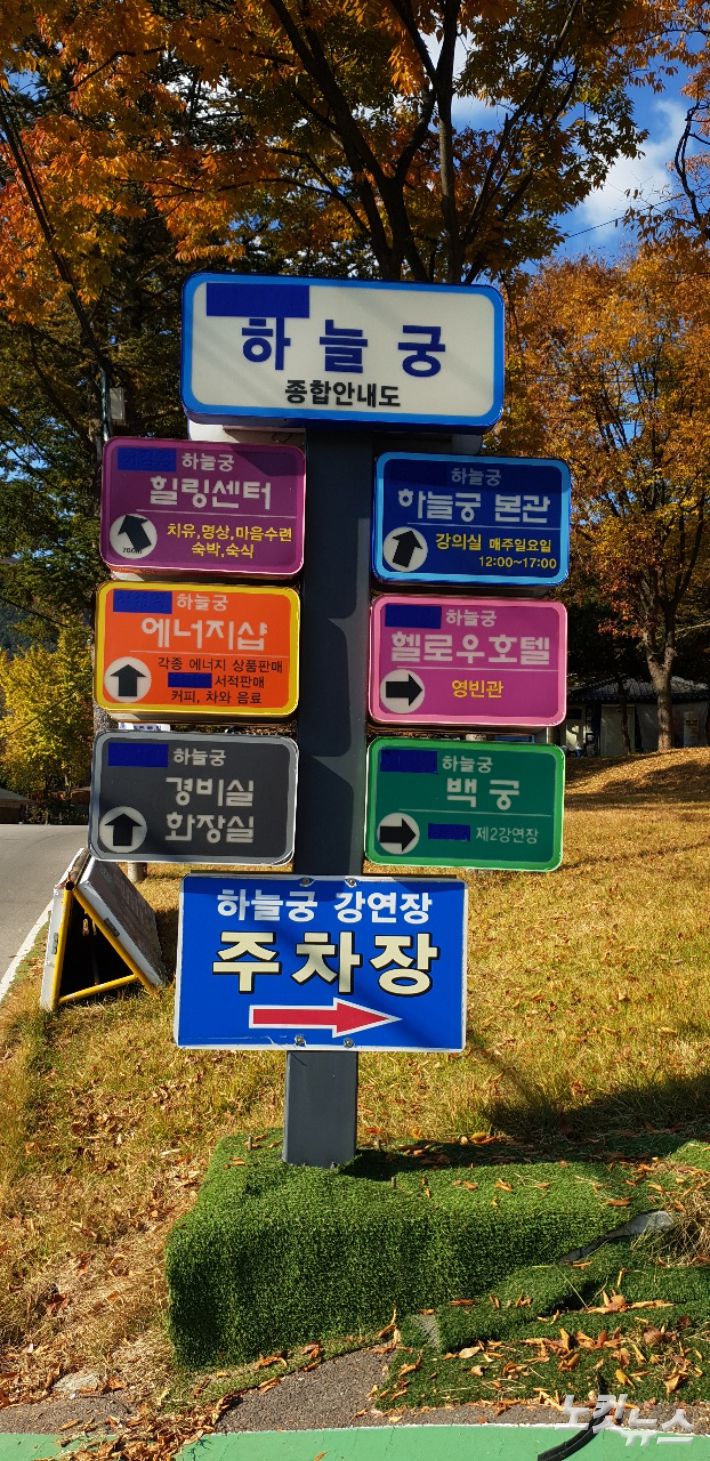 하늘궁
종합안내도
하늘궁
힐링센터
치유,명상,마음수련
숙박,숙식
ZOOM
하늘궁
하늘궁 본관
강의실 매주일요일
12:00~17:00
하늘궁
에너지샵
각종 에너지 상품판매
서적판매
커피, 차와 음료
하늘궁
헬로우호텔
영빈관
하늘궁
경비실
화장실
하늘궁
백궁
제2강연장
하늘궁 강연장
주차장
노컷뉴스